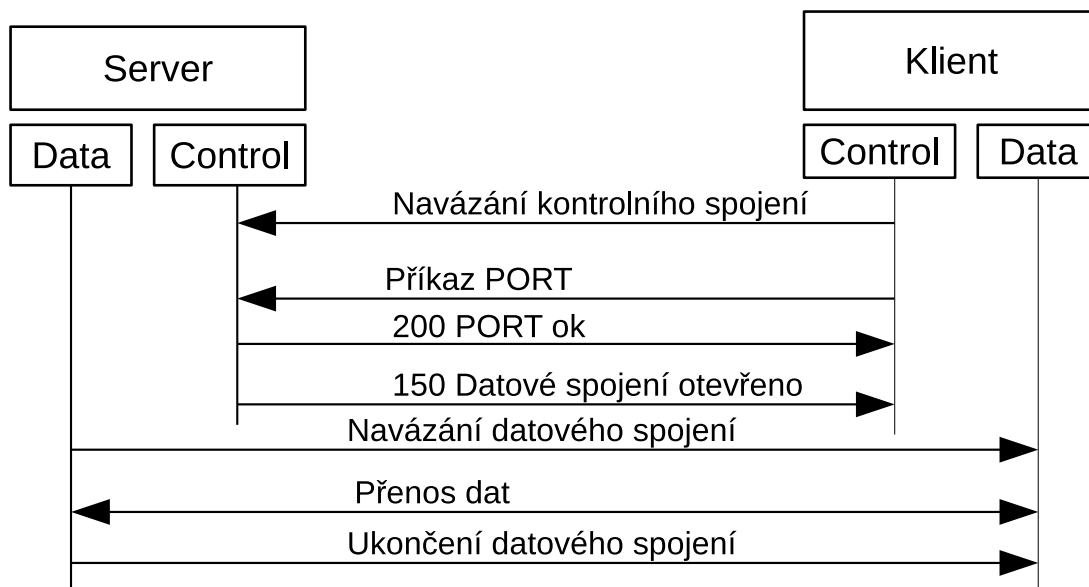 Server
Klient
Data
Control
Control
Data
Navázání kontrolního spojení
Příkaz PORT
200 PORT ok
150 Datové spojení otevřeno
Navázání datového spojení
Přenos dat
Ukončení datového spojení